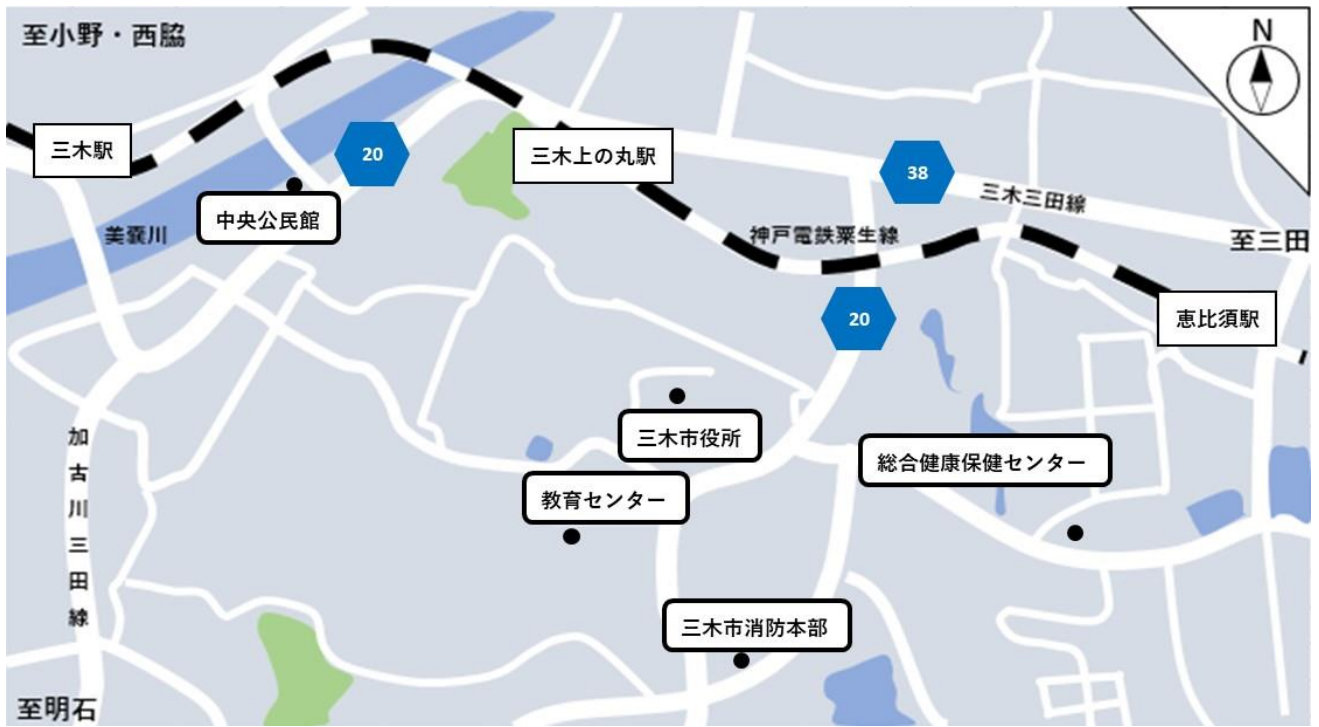 至小野・西脇
N
三木駅
20
三木上の丸駅
38
三木三田線
中央公民館
美嚢川
神戸電鉄粟生線
至三田
20
恵比須駅
三木市役所
加古川三田線
総合健康保健センター
教育センター
三木市消防本部
至明石